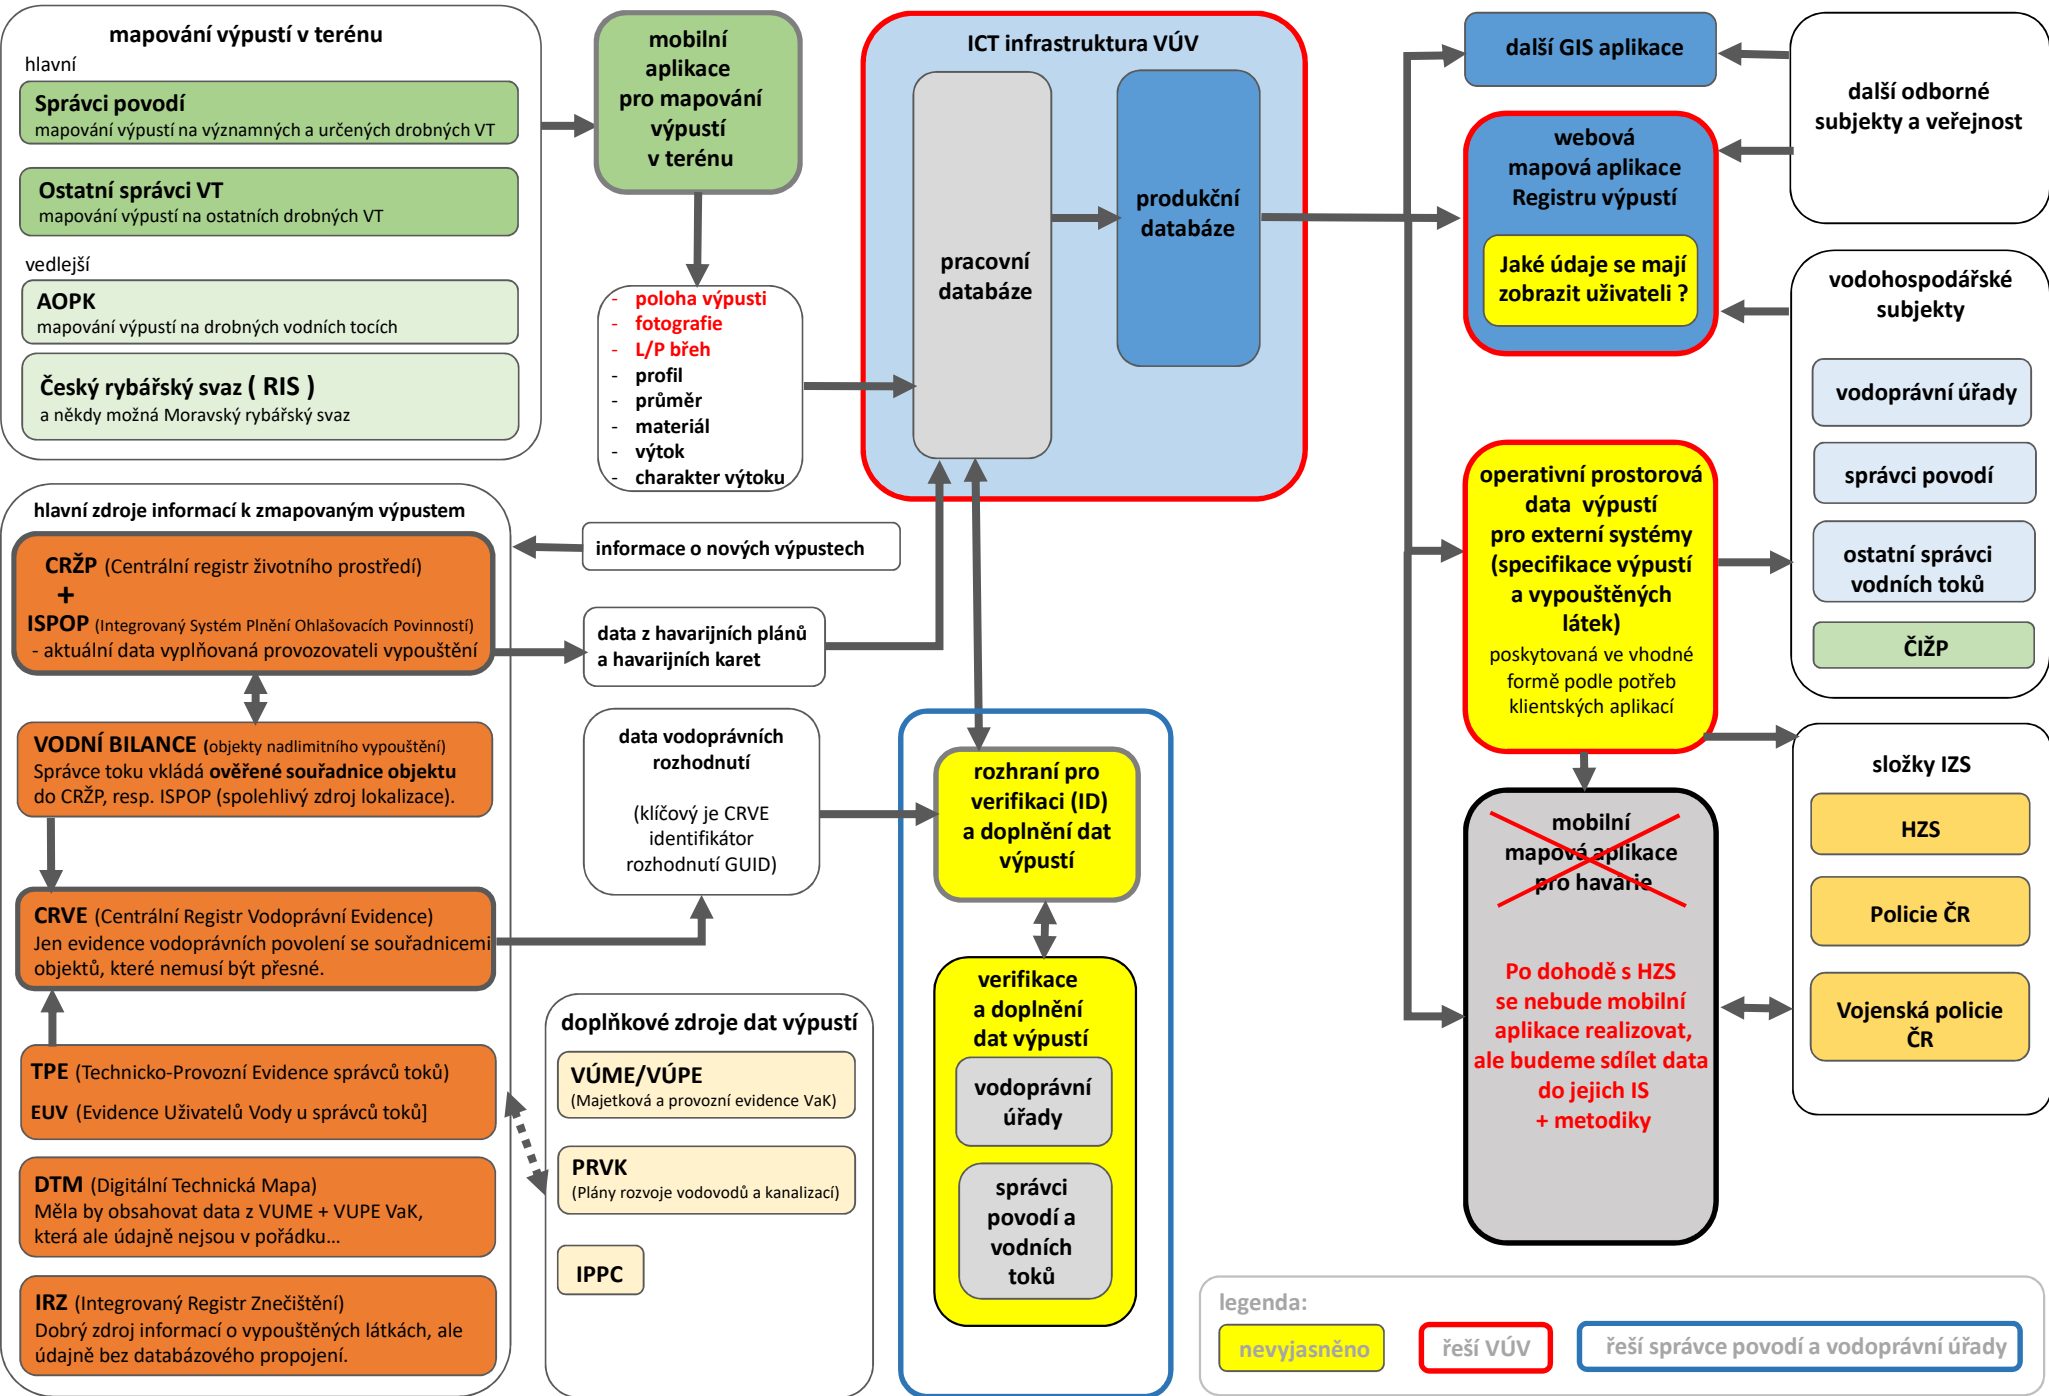 mapování výpustí v terénu
hlavní
Správci povodí
mapování výpustí na významných a určených drobných VT
Ostatní správci VT
mapování výpustí na ostatních drobných VT
vedlejší
AOPK
mapování výpustí na drobných vodních tocích
Český rybářský svaz ( RIS )
a někdy možná Moravský rybářský svaz
mobilní
aplikace
pro mapování
výpustí
v terénu
- poloha výpusti
- fotografie
- L/P břeh
- profil
- průměr
- materiál
- výtok
- charakter výtoku
ICT infrastruktura VÚV
pracovní
databáze
produkční
databáze
další GIS aplikace
webová
mapová aplikace
Registru výpustí
Jaké údaje se mají
zobrazit uživateli ?
další odborné
subjekty a veřejnost
vodohospodářské
subjekty
vodoprávní úřady
správci povodí
ostatní správci
vodních toků
ČIŽP
operativní prostorová
data výpustí
pro externí systémy
(specifikace výpustí
a vypouštěných
látek)
poskytovaná ve vhodné
formě podle potřeb
klientských aplikací
hlavní zdroje informací k zmapovaným výpustem
CRŽP (Centrální registr životního prostředí)
+
ISPOP (Integrovaný Systém Plnění Ohlašovacích Povinností)
- aktuální data vyplňovaná provozovateli vypouštění
VODNÍ BILANCE (objekty nadlimitního vypouštění)
Správce toku vkládá ověřené souřadnice objektu
do CRŽP, resp. ISPOP (spolehlivý zdroj lokalizace).
CRVE (Centrální Registr Vodoprávní Evidence)
Jen evidence vodoprávních povolení se souřadnicemi
objektů, které nemusí být přesné.
TPE (Technicko-Provozní Evidence správců toků)
EUV (Evidence Uživatelů Vody u správců toků]
DTM (Digitální Technická Mapa)
Měla by obsahovat data z VUME + VUPE VaK,
která ale údajně nejsou v pořádku...
IRZ (Integrovaný Registr Znečištění)
Dobrý zdroj informací o vypouštěných látkách, ale
údajně bez databázového propojení.
informace o nových výpustech
data z havarijních plánů
a havarijních karet
data vodoprávních
rozhodnutí
(klíčový je CRVE
identifikátor
rozhodnutí GUID)
doplňkové zdroje dat výpustí
VÚME/VÚPE
(Majetková a provozní evidence VaK)
PRVK
(Plány rozvoje vodovodů a kanalizací)
IPPC
rozhraní pro
verifikaci (ID)
a doplnění dat
výpustí
verifikace
a doplnění
dat výpustí
vodoprávní
úřady
správci
povodí a
vodních
toků
mobilní
mapová aplikace
pro havárie
Po dohodě s HZS
se nebude mobilní
aplikace realizovat,
ale budeme sdílet data
do jejich IS
+ metodiky
složky IZS
HZS
Policie ČR
Vojenská policie
ČR
legenda:
nevyjasněno
řeší VÚV
řeší správce povodí a vodoprávní úřady